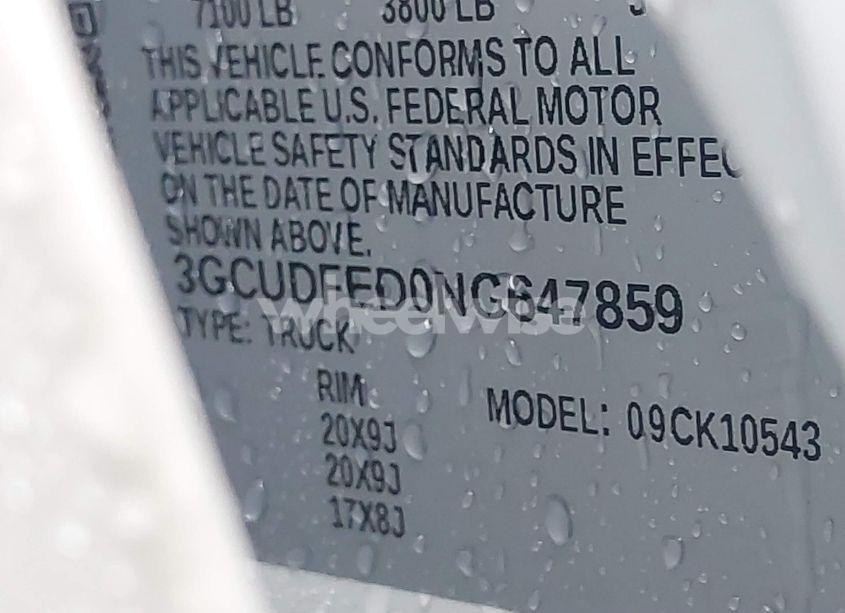 7100 LB 3800 LB
THIS VEHICLE CONFORMS TO ALL
APPLICABLE U.S. FEDERAL MOTOR
VEHICLE SAFETY STANDARDS IN EFFEC
ON THE DATE OF MANUFACTURE
SHOWN ABOVE.
3GCUDFED0NG647859
wheelwise
TYPE: TRUCK
RIM
MODEL: 09CK10543
20X9J
20X9J
17X8J